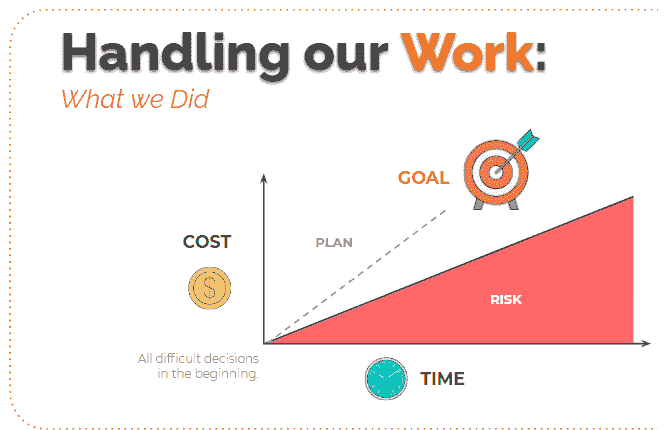 Handling our Work:
What we Did
GOAL
COST
PLAN
$
RISK
All difficult decisions
in the beginning.
TIME